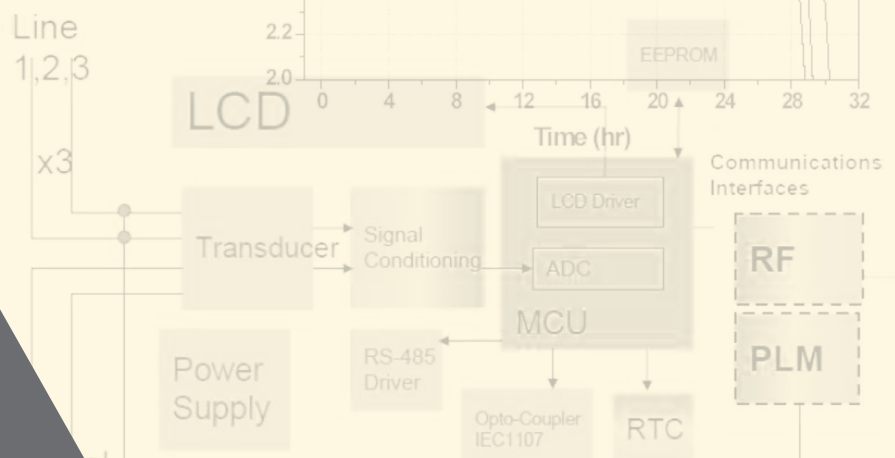 Line
1,2,3
x3
2.2
2.0
0 4 8 12 16 20 24 28 32
Time (hr)
EEPROM
LCD
Communications
Interfaces
LCD Driver
Transducer
Signal
Conditioning
ADC
RF
MCU
Power
Supply
RS-485
Driver
PLM
Opto-Coupler
IEC1107
RTC